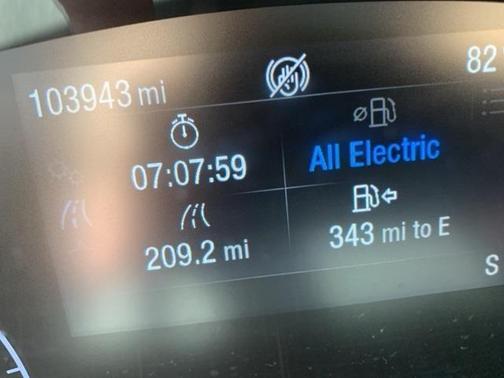 103943 mi
82
07:07:59
All Electric
209.2 mi
343 mi to E
S